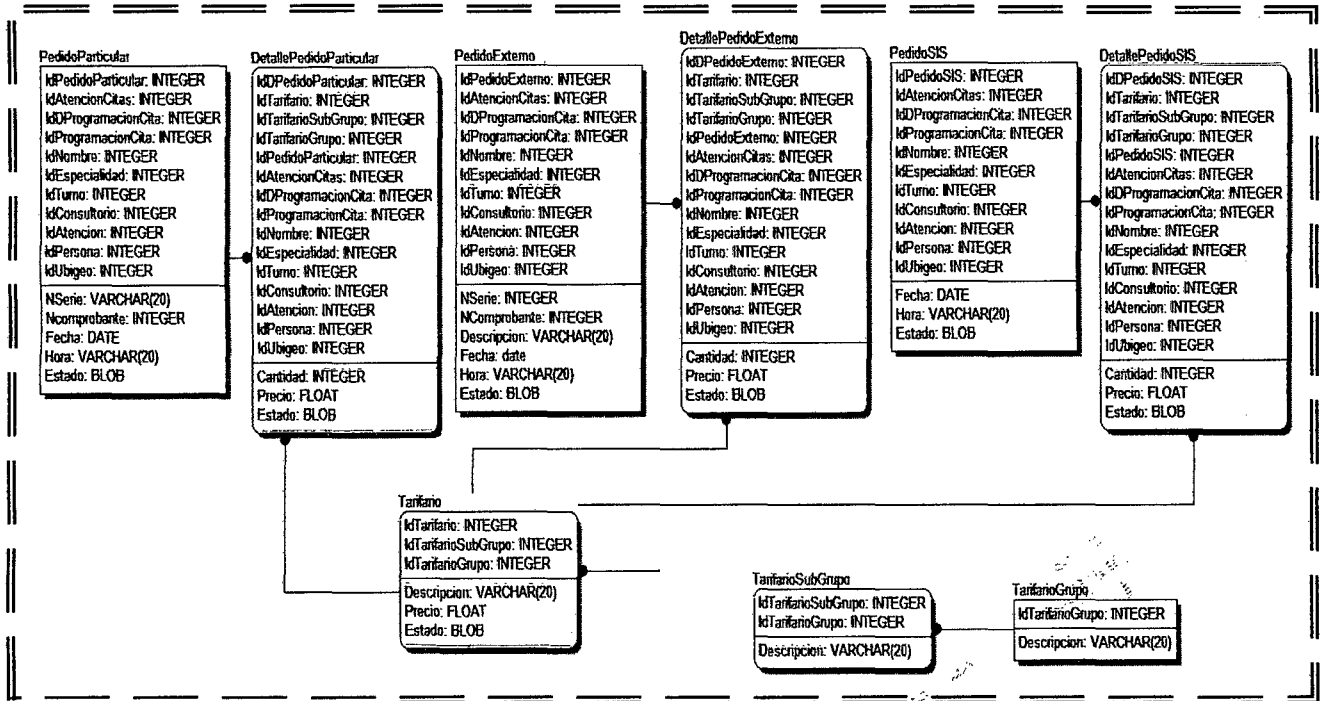 PedidoParticular
IdPedidoParticular: INTEGER
IdAtencionCitas: INTEGER
IdDProgramacionCita: INTEGER
IdProgramacionCita: INTEGER
IdNombre: INTEGER
IdEspecialidad: INTEGER
IdTurno: INTEGER
IdConsultorio: INTEGER
IdAtencion: INTEGER
IdPersona: INTEGER
IdUbigeo: INTEGER
NSerie: VARCHAR(20)
Ncomprobante: INTEGER
Fecha: DATE
Hora: VARCHAR(20)
Estado: BLOB
DetallePedidoParticular
IdDPedidoParticular: INTEGER
IdTarifario: INTEGER
IdTarifarioSubGrupo: INTEGER
IdTarifarioGrupo: INTEGER
IdPedidoParticular: INTEGER
IdAtencionCitas: INTEGER
IdDProgramacionCita: INTEGER
IdProgramacionCita: INTEGER
IdNombre: INTEGER
IdEspecialidad: INTEGER
IdTurno: INTEGER
IdConsultorio: INTEGER
IdAtencion: INTEGER
IdPersona: INTEGER
IdUbigeo: INTEGER
Cantidad: INTEGER
Precio: FLOAT
Estado: BLOB
PedidoExterno
IdPedidoExterno: INTEGER
IdAtencionCitas: INTEGER
IdDProgramacionCita: INTEGER
IdProgramacionCita: INTEGER
IdNombre: INTEGER
IdEspecialidad: INTEGER
IdTurno: INTEGER
IdConsultorio: INTEGER
IdAtencion: INTEGER
IdPersona: INTEGER
IdUbigeo: INTEGER
NSerie: INTEGER
NComprobante: INTEGER
Descripcion: VARCHAR(20)
Fecha: date
Hora: VARCHAR(20)
Estado: BLOB
DetallePedidoExterno
IdDPedidoExterno: INTEGER
IdTarifario: INTEGER
IdTarifarioSubGrupo: INTEGER
IdTarifarioGrupo: INTEGER
IdPedidoExterno: INTEGER
IdAtencionCitas: INTEGER
IdDProgramacionCita: INTEGER
IdProgramacionCita: INTEGER
IdNombre: INTEGER
IdEspecialidad: INTEGER
IdTurno: INTEGER
IdConsultorio: INTEGER
IdAtencion: INTEGER
IdPersona: INTEGER
IdUbigeo: INTEGER
Cantidad: INTEGER
Precio: FLOAT
Estado: BLOB
PedidoSIS
IdPedidoSIS: INTEGER
IdAtencionCitas: INTEGER
IdDProgramacionCita: INTEGER
IdProgramacionCita: INTEGER
IdNombre: INTEGER
IdEspecialidad: INTEGER
IdTurno: INTEGER
IdConsultorio: INTEGER
IdAtencion: INTEGER
IdPersona: INTEGER
IdUbigeo: INTEGER
Fecha: DATE
Hora: VARCHAR(20)
Estado: BLOB
DetallePedidoSIS
IdDPedidoSIS: INTEGER
IdTarifario: INTEGER
IdTarifarioSubGrupo: INTEGER
IdTarifarioGrupo: INTEGER
IdPedidoSIS: INTEGER
IdAtencionCitas: INTEGER
IdDProgramacionCita: INTEGER
IdProgramacionCita: INTEGER
IdNombre: INTEGER
IdEspecialidad: INTEGER
IdTurno: INTEGER
IdConsultorio: INTEGER
IdAtencion: INTEGER
IdPersona: INTEGER
IdUbigeo: INTEGER
Cantidad: INTEGER
Precio: FLOAT
Estado: BLOB
Tarifario
IdTarifario: INTEGER
IdTarifarioSubGrupo: INTEGER
IdTarifarioGrupo: INTEGER
Descripcion: VARCHAR(20)
Precio: FLOAT
Estado: BLOB
TarifarioSubGrupo
IdTarifarioSubGrupo: INTEGER
IdTarifarioGrupo: INTEGER
Descripcion: VARCHAR(20)
TarifarioGrupo
IdTarifarioGrupo: INTEGER
Descripcion: VARCHAR(20)